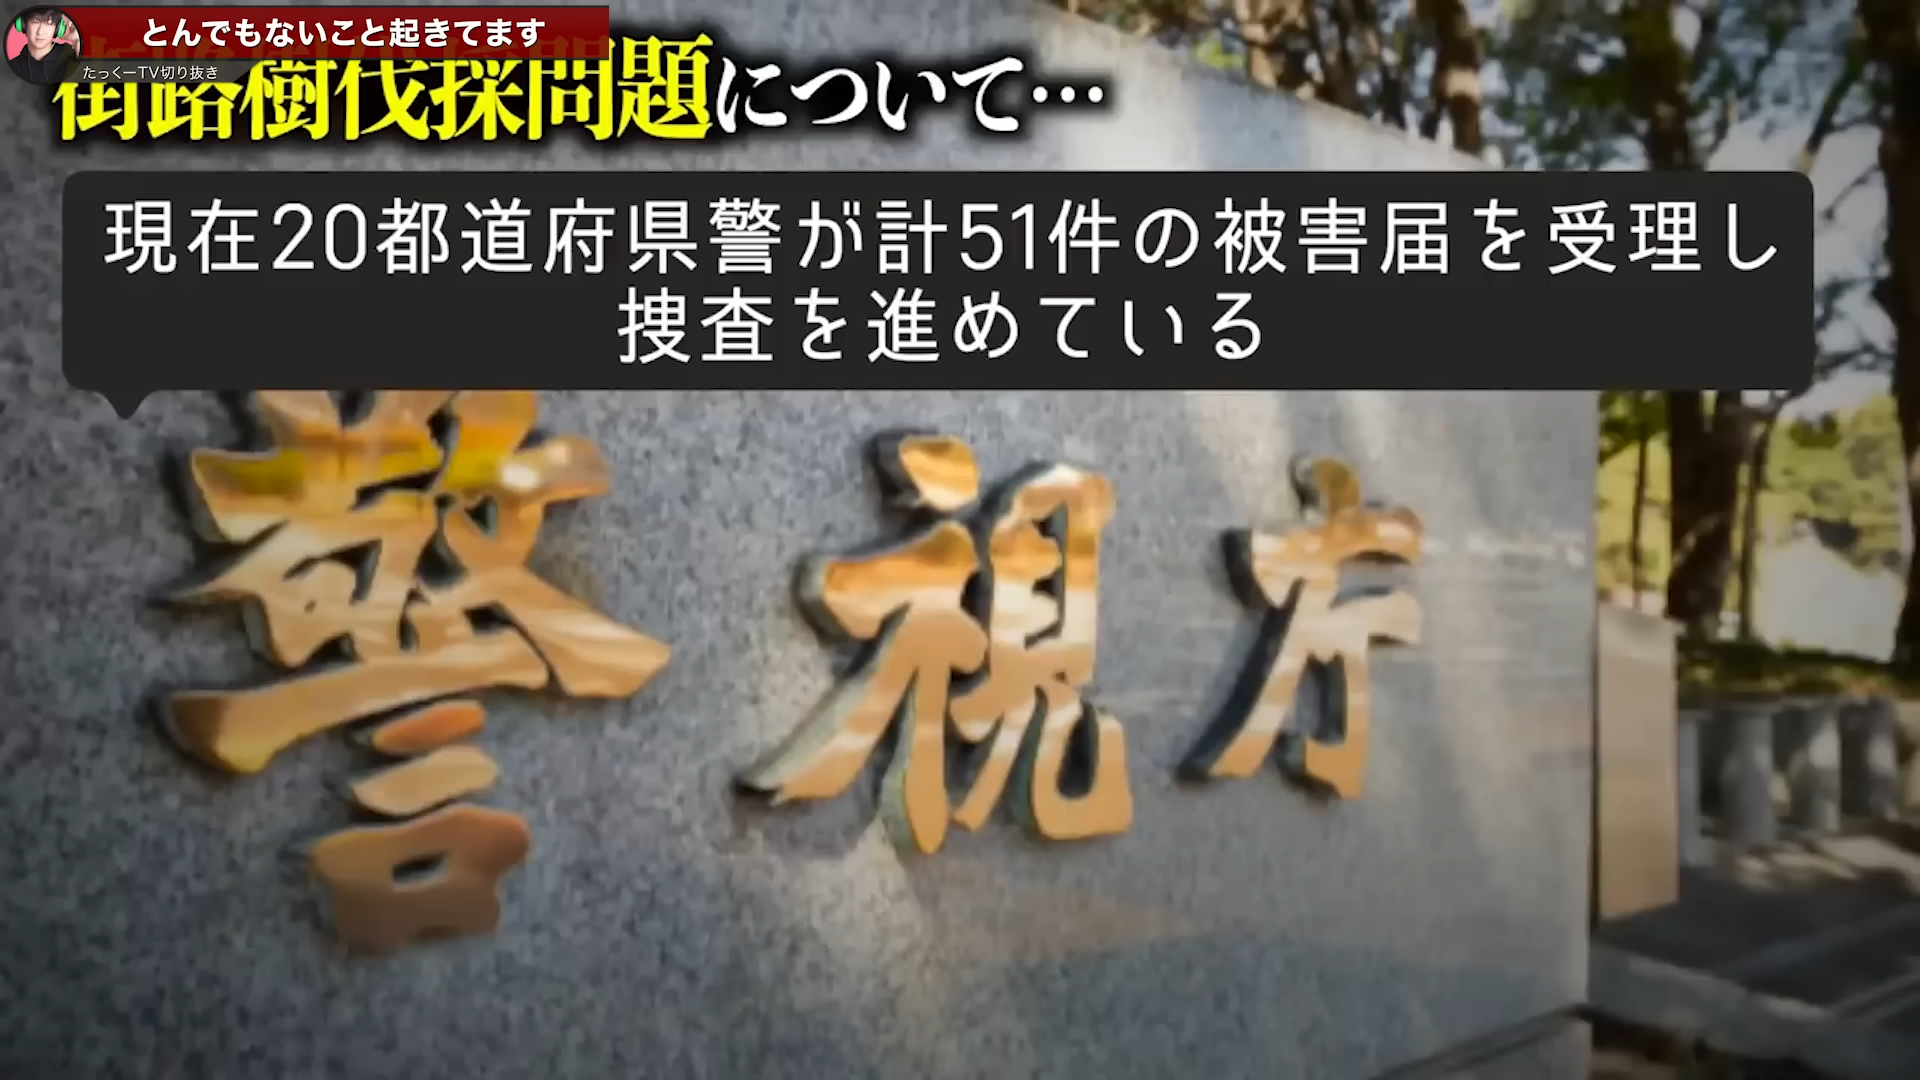 とんでもないこと起きてます
たっくーTV切り抜き
街路樹伐採問題について…
現在20都道府県警が計51件の被害届を受理し
捜査を進めている
警視庁